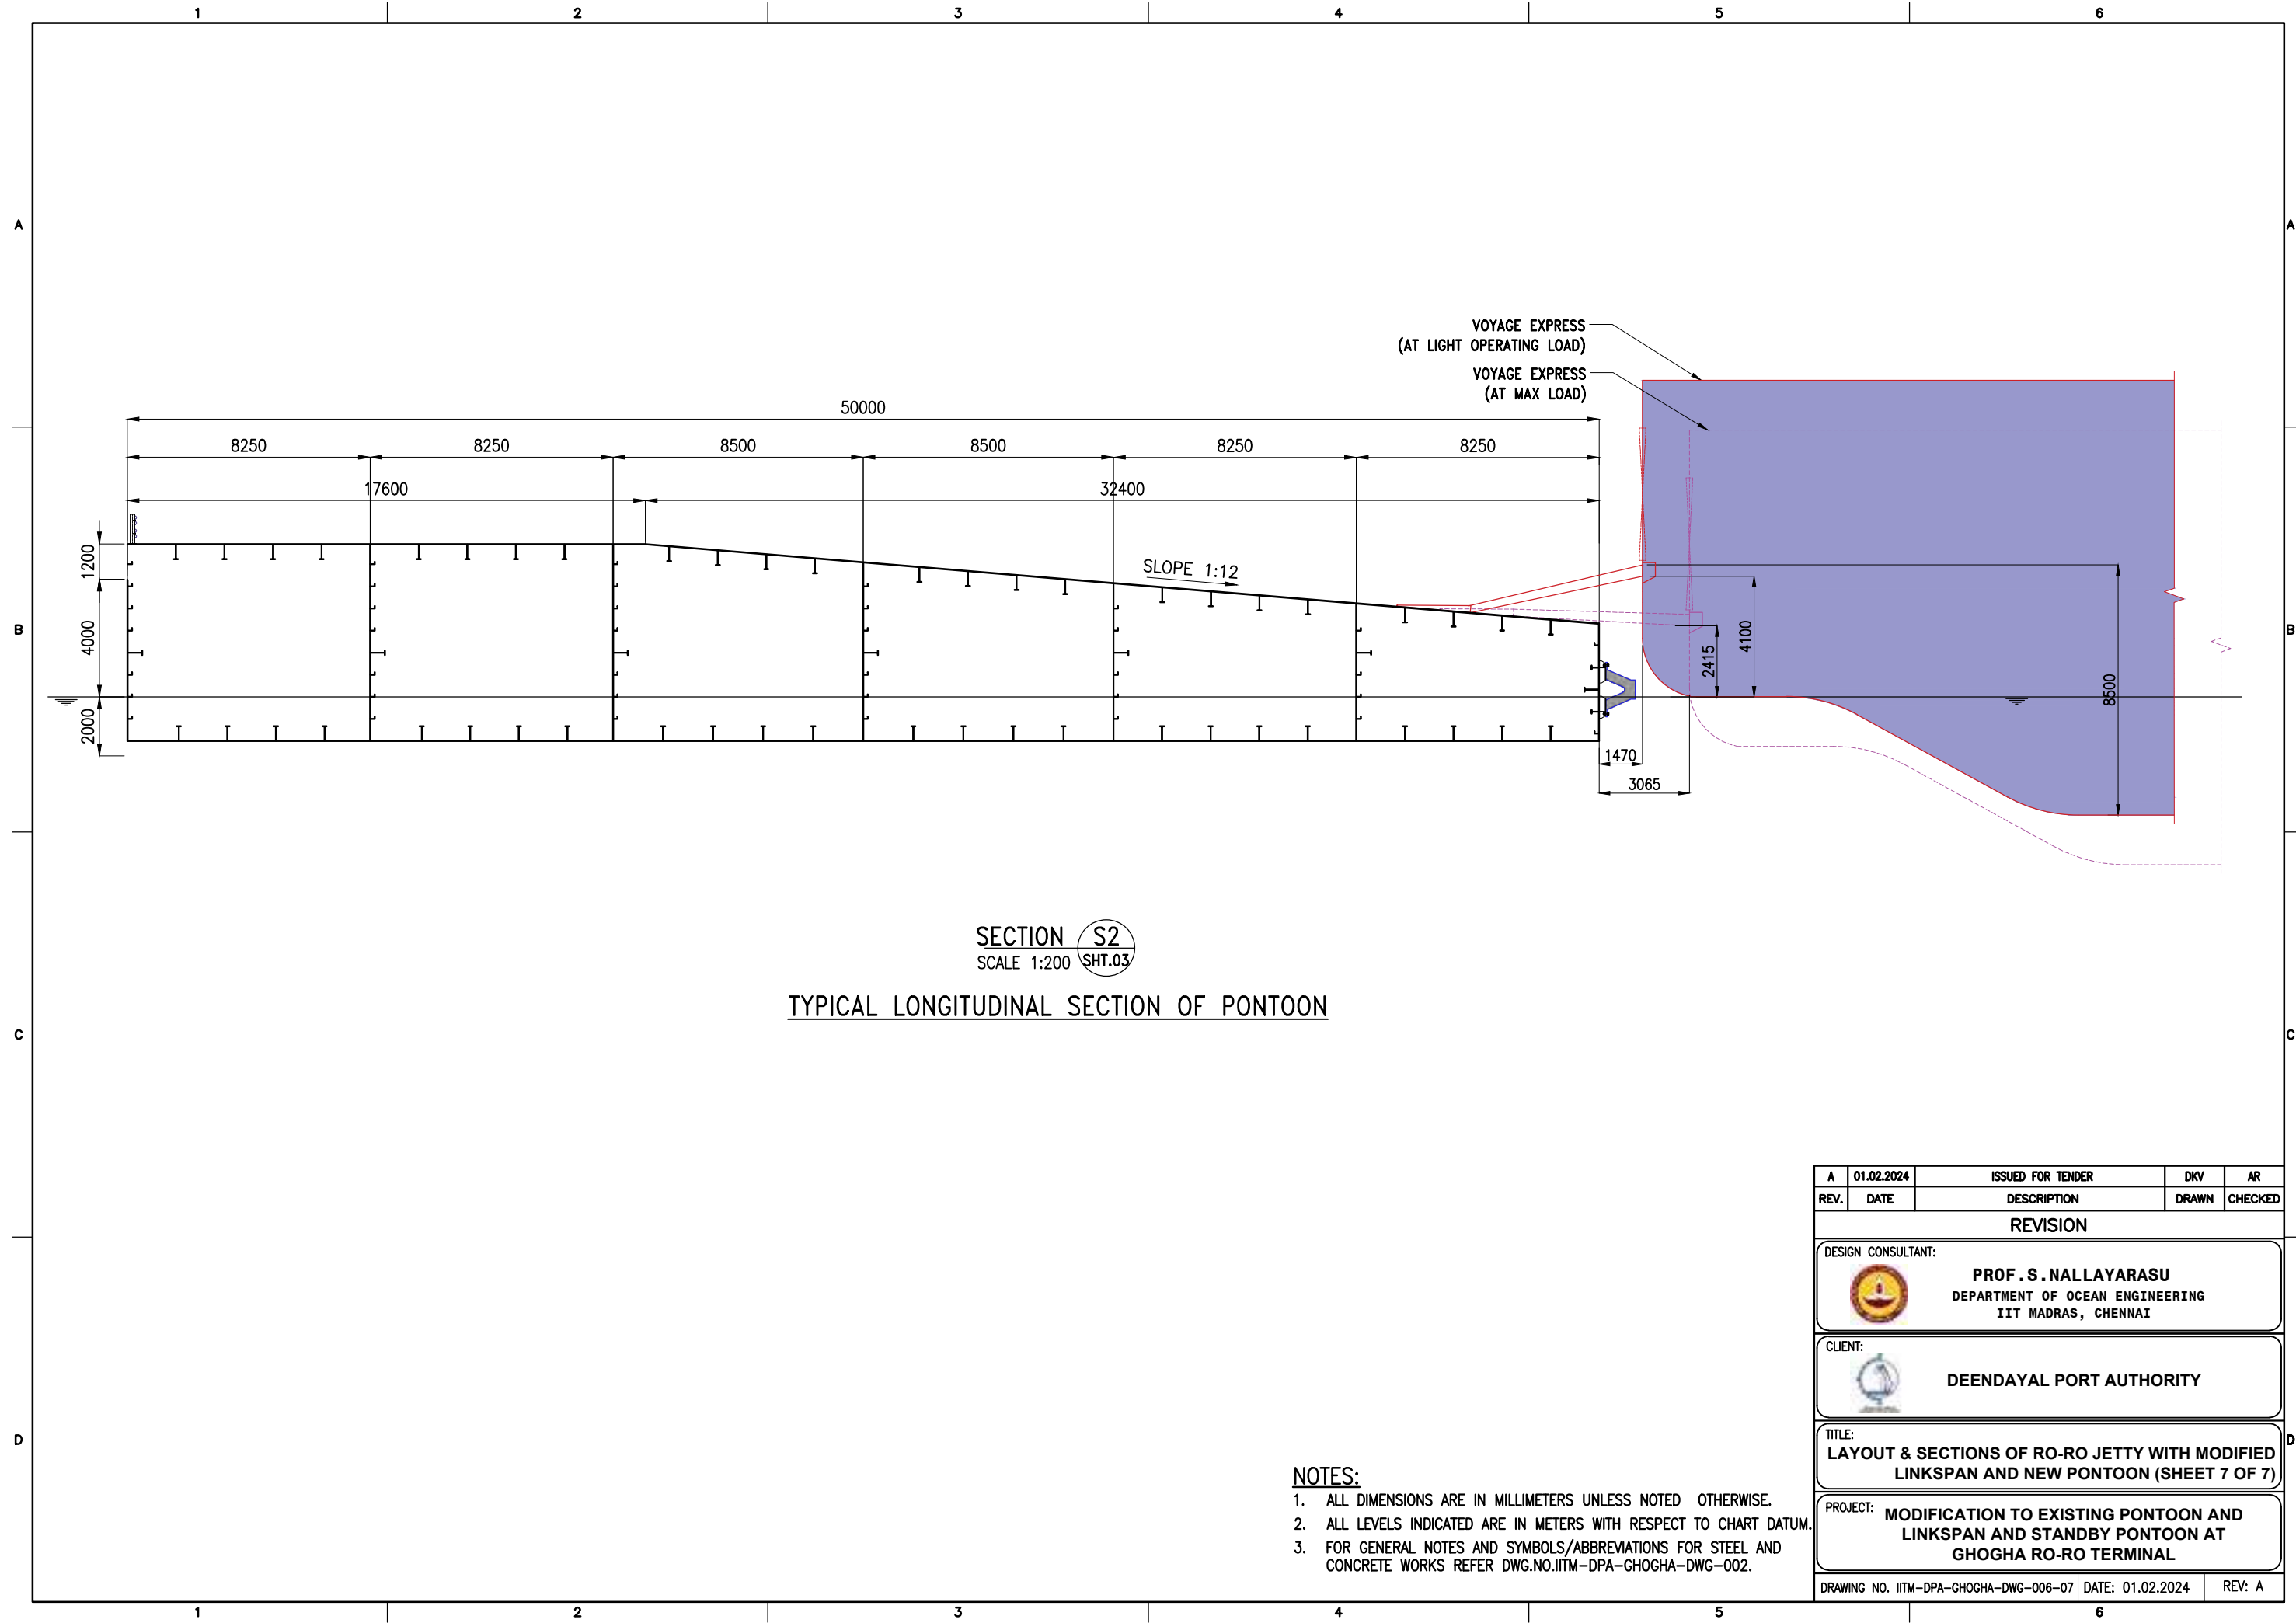 1 2 3 4 5 6
A A
VOYAGE EXPRESS
(AT LIGHT OPERATING LOAD)
VOYAGE EXPRESS
(AT MAX LOAD)
50000
8250 8250 8500 8500 8250 8250
17600 32400
1200
SLOPE 1:12
B B
4000
2415
4100
8500
2000
1470
3065
SECTION S2
SCALE 1:200 SHT.03
TYPICAL LONGITUDINAL SECTION OF PONTOON
C C
A 01.02.2024 ISSUED FOR TENDER DKV AR
REV. DATE DESCRIPTION DRAWN CHECKED
REVISION
DESIGN CONSULTANT:
PROF.S.NALLAYARASU
DEPARTMENT OF OCEAN ENGINEERING
IIT MADRAS, CHENNAI
CLIENT:
DEENDAYAL PORT AUTHORITY
D D
TITLE:
LAYOUT & SECTIONS OF RO-RO JETTY WITH MODIFIED
LINKSPAN AND NEW PONTOON (SHEET 7 OF 7)
PROJECT: MODIFICATION TO EXISTING PONTOON AND
LINKSPAN AND STANDBY PONTOON AT
GHOGHA RO-RO TERMINAL
DRAWING NO. IITM-DPA-GHOGHA-DWG-006-07 DATE: 01.02.2024 REV: A
NOTES:
1. ALL DIMENSIONS ARE IN MILLIMETERS UNLESS NOTED OTHERWISE.
2. ALL LEVELS INDICATED ARE IN METERS WITH RESPECT TO CHART DATUM.
3. FOR GENERAL NOTES AND SYMBOLS/ABBREVIATIONS FOR STEEL AND
CONCRETE WORKS REFER DWG.NO.IITM-DPA-GHOGHA-DWG-002.
1 2 3 4 5 6